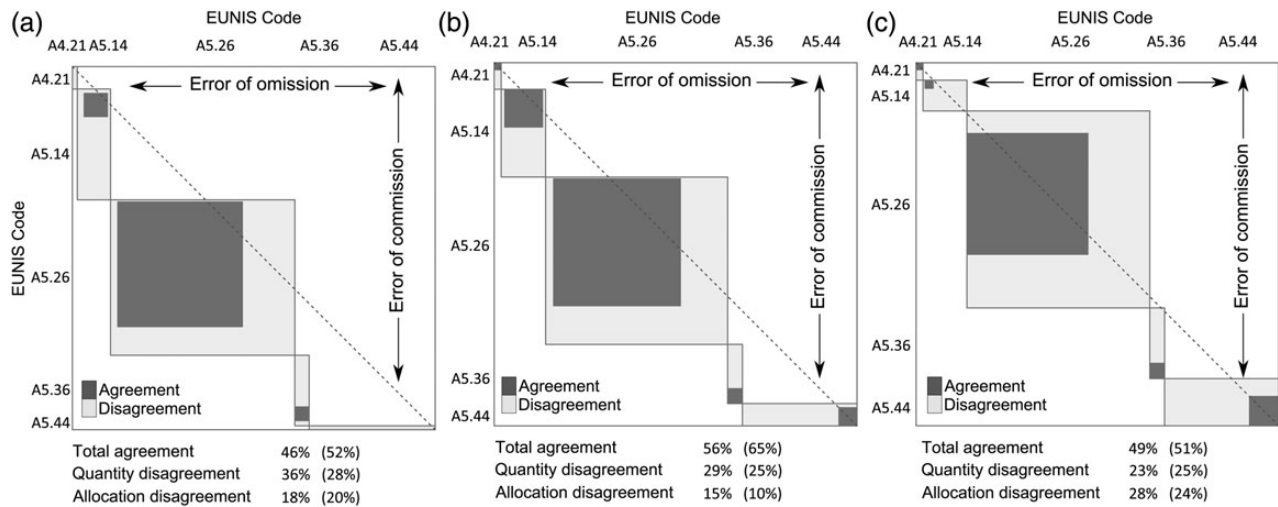 (a)
EUNIS Code
A4.21 A5.14 A5.26 A5.36 A5.44
Error of omission
Error of commission
EUNIS Code
A4.21
A5.14
A5.26
A5.36
A5.44
Agreement
Disagreement
Total agreement 46% (52%)
Quantity disagreement 36% (28%)
Allocation disagreement 18% (20%)
(b)
EUNIS Code
A4.21 A5.14 A5.26 A5.36 A5.44
Error of omission
Error of commission
A4.21
A5.14
A5.26
A5.36
A5.44
Agreement
Disagreement
Total agreement 56% (65%)
Quantity disagreement 29% (25%)
Allocation disagreement 15% (10%)
(c)
EUNIS Code
A4.21 A5.14 A5.26 A5.36 A5.44
Error of omission
Error of commission
A4.21
A5.14
A5.26
A5.36
A5.44
Agreement
Disagreement
Total agreement 49% (51%)
Quantity disagreement 23% (25%)
Allocation disagreement 28% (24%)